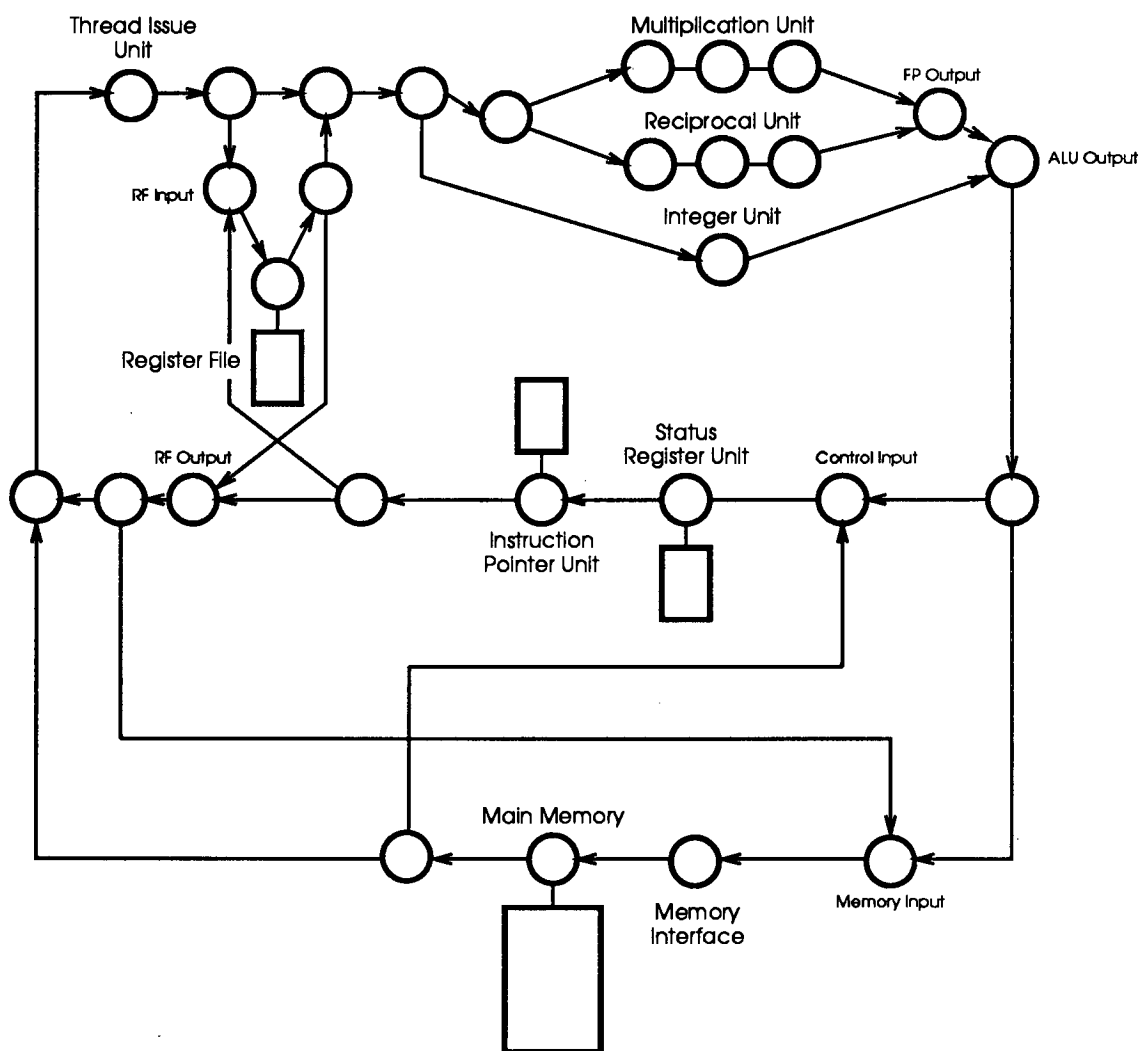 Thread Issue
Unit
Multiplication Unit
FP Output
Reciprocal Unit
ALU Output
RF Input
Integer Unit
Register File
Status
Register Unit
RF Output
Control Input
Instruction
Pointer Unit
Main Memory
Memory Input
Memory
Interface